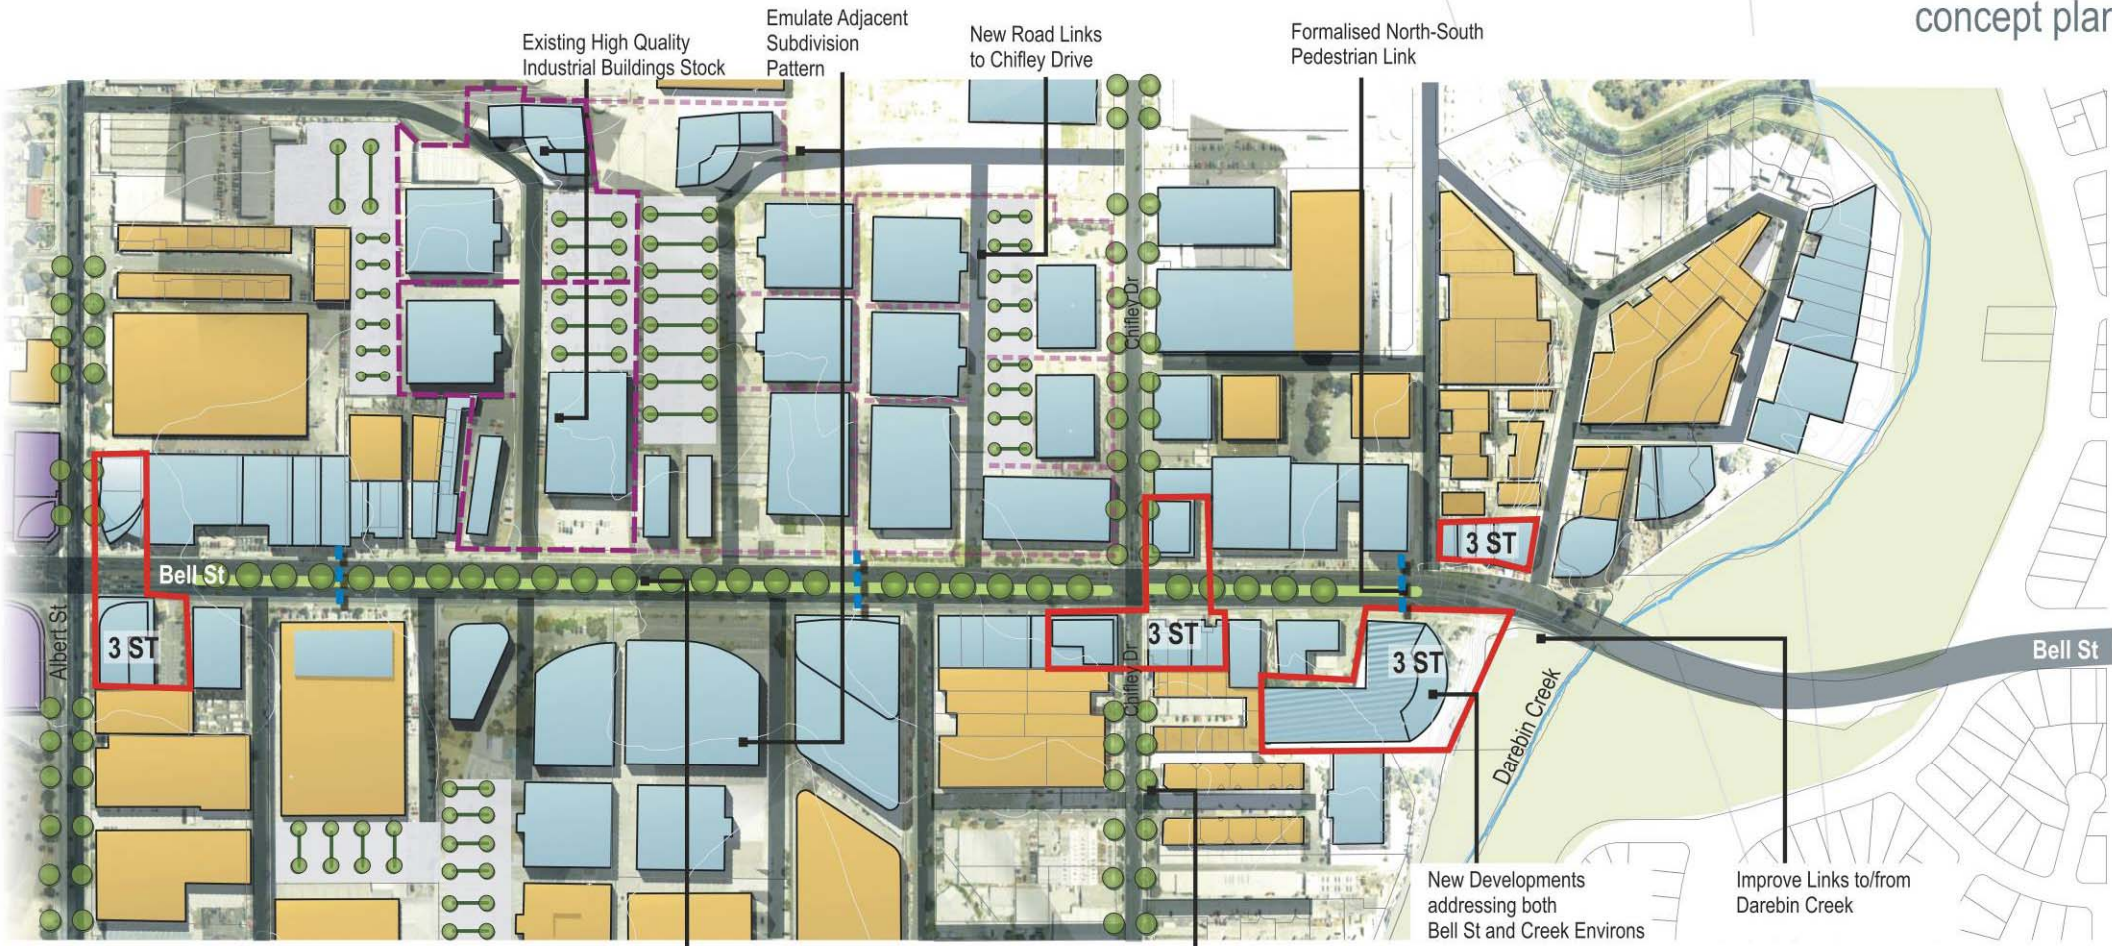 concept plan
Existing High Quality
Industrial Buildings Stock
Emulate Adjacent
Subdivision
Pattern
New Road Links
to Chifley Drive
Formalised North-South
Pedestrian Link
Chifley Dr
Bell St
3 ST
Albert St
3 ST
3 ST
Chifley Dr
3 ST
Bell St
Darebin Creek
New Developments
addressing both
Bell St and Creek Environs
Improve Links to/from
Darebin Creek